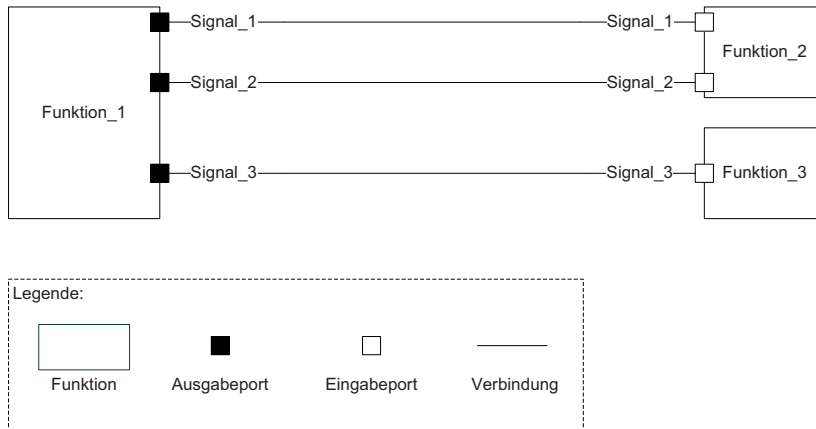 Signal_1 Signal_1
Funktion_2
Signal_2 Signal_2
Funktion_1
Signal_3 Signal_3 Funktion_3
Legende:
Funktion Ausgabeport Eingabeport Verbindung